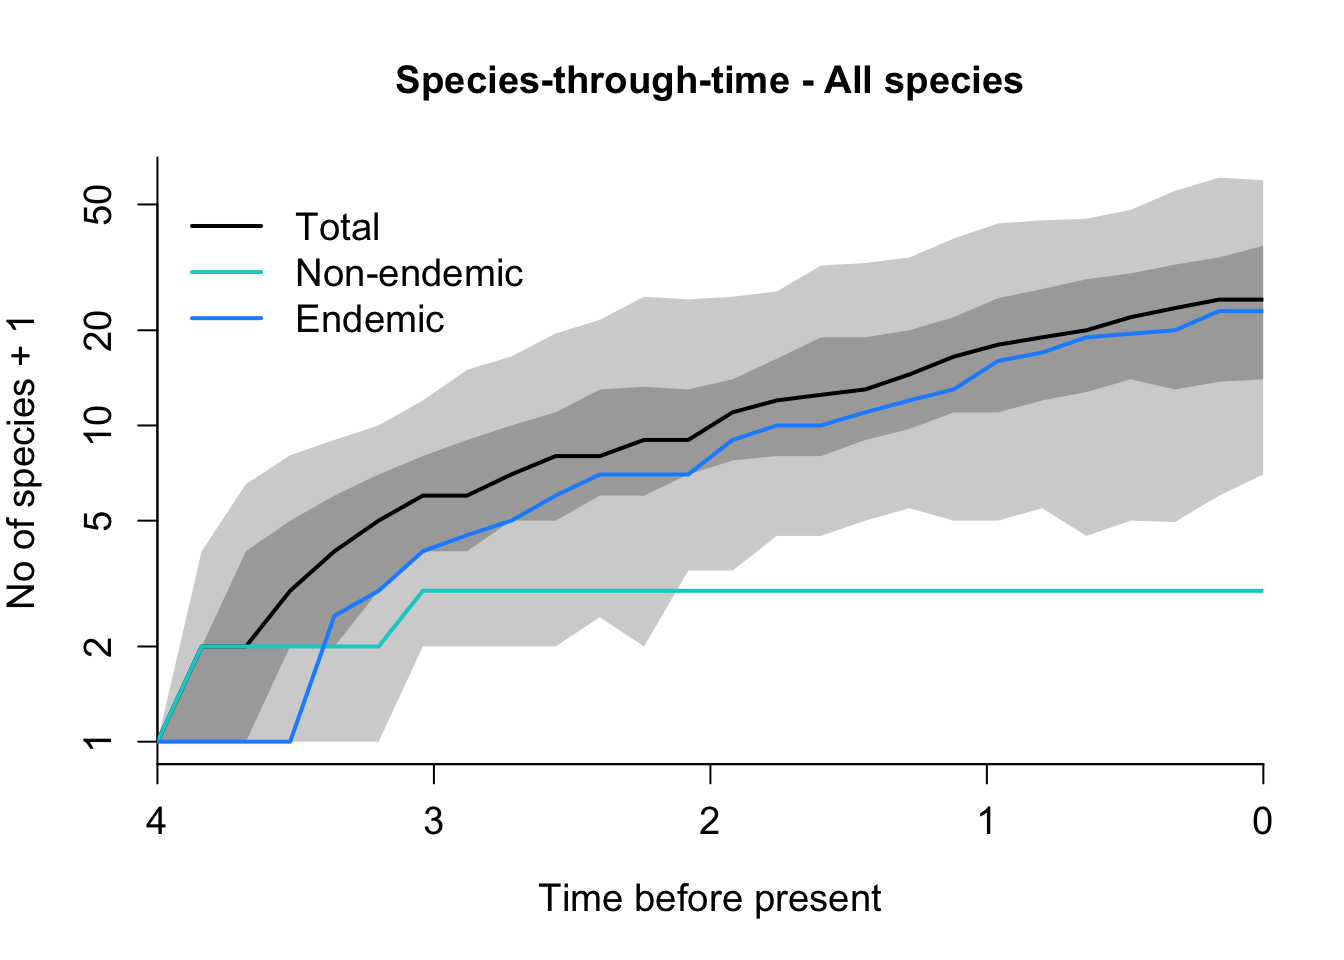 Species-through-time - All species
Total
Non-endemic
Endemic
No of species + 1
50
20
10
5
2
1
4 3 2 1 0
Time before present